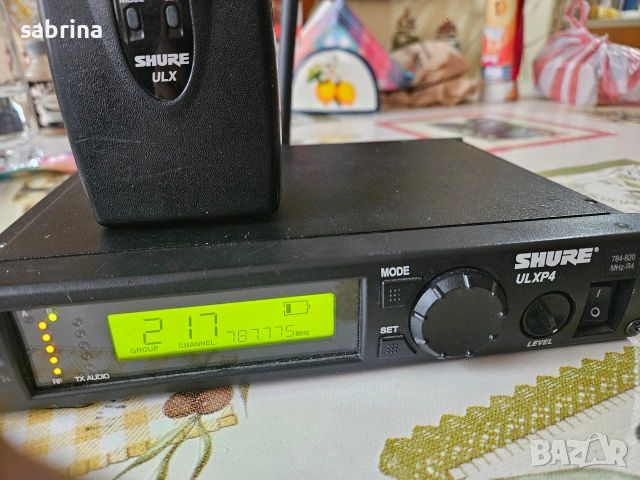 sabrina
SHURE
ULX
SHURE®
ULXP4
784-820
MHz-R4
MODE
SET
LEVEL
I
O
2 17
GROUP CHANNEL
787.775 MHz
A
RF
TX AUDIO
BAZAR